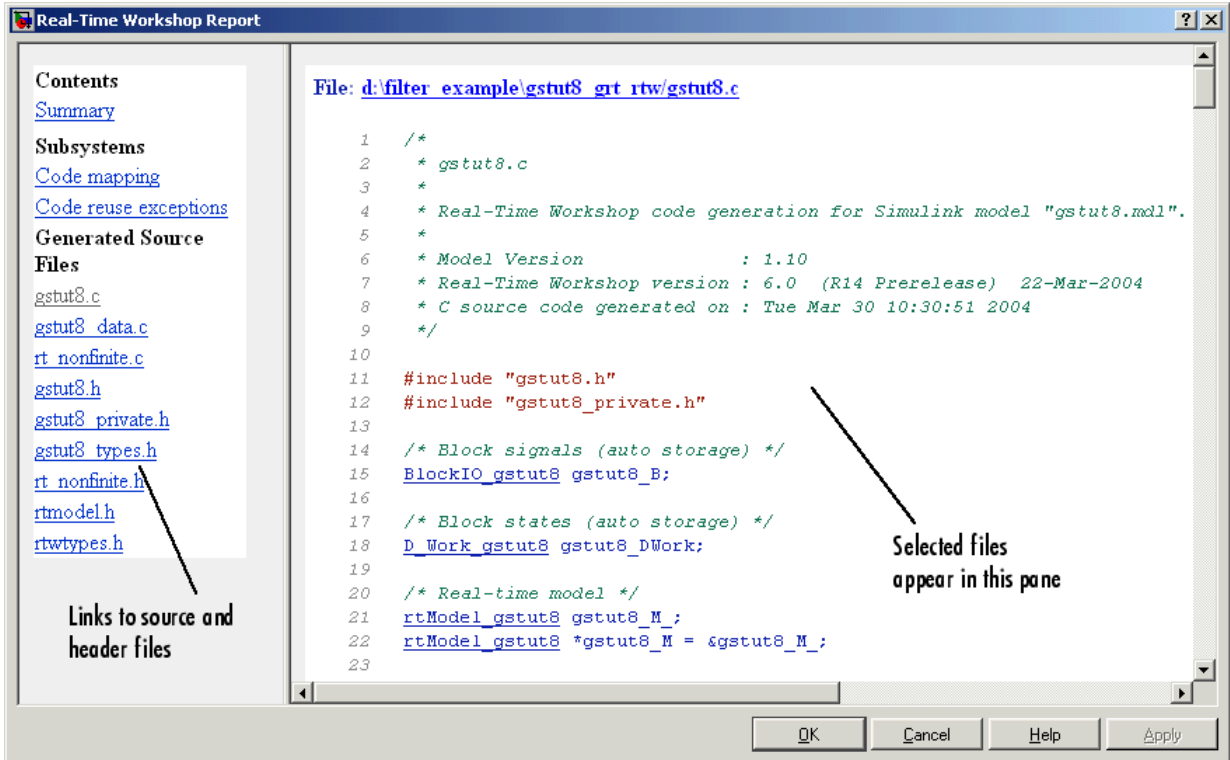 Real-Time Workshop Report
Contents
Summary
Subsystems
Code mapping
Code reuse exceptions
Generated Source
Files
gstut8.c
gstut8_data.c
rt_nonfinite.c
gstut8.h
gstut8_private.h
gstut8_types.h
rt_nonfinite.h
rtmodel.h
rtwtypes.h
Links to source and
header files
File: d:\filter_example\gstut8_grt_rtw/gstut8.c
1 /*
2 * gstut8.c
3 *
4 * Real-Time Workshop code generation for Simulink model "gstut8.mdl".
5 *
6 * Model Version : 1.10
7 * Real-Time Workshop version : 6.0 (R14 Prerelease) 22-Mar-2004
8 * C source code generated on : Tue Mar 30 10:30:51 2004
9 */
10
11 #include "gstut8.h"
12 #include "gstut8_private.h"
13
14 /* Block signals (auto storage) */
15 BlockIO_gstut8 gstut8_B;
16
17 /* Block states (auto storage) */
18 D_Work_gstut8 gstut8_DWork;
19
20 /* Real-time model */
21 rtModel_gstut8 gstut8_M_;
22 rtModel_gstut8 *gstut8_M = &gstut8_M_;
23
Selected files
appear in this pane
OK Cancel Help Apply